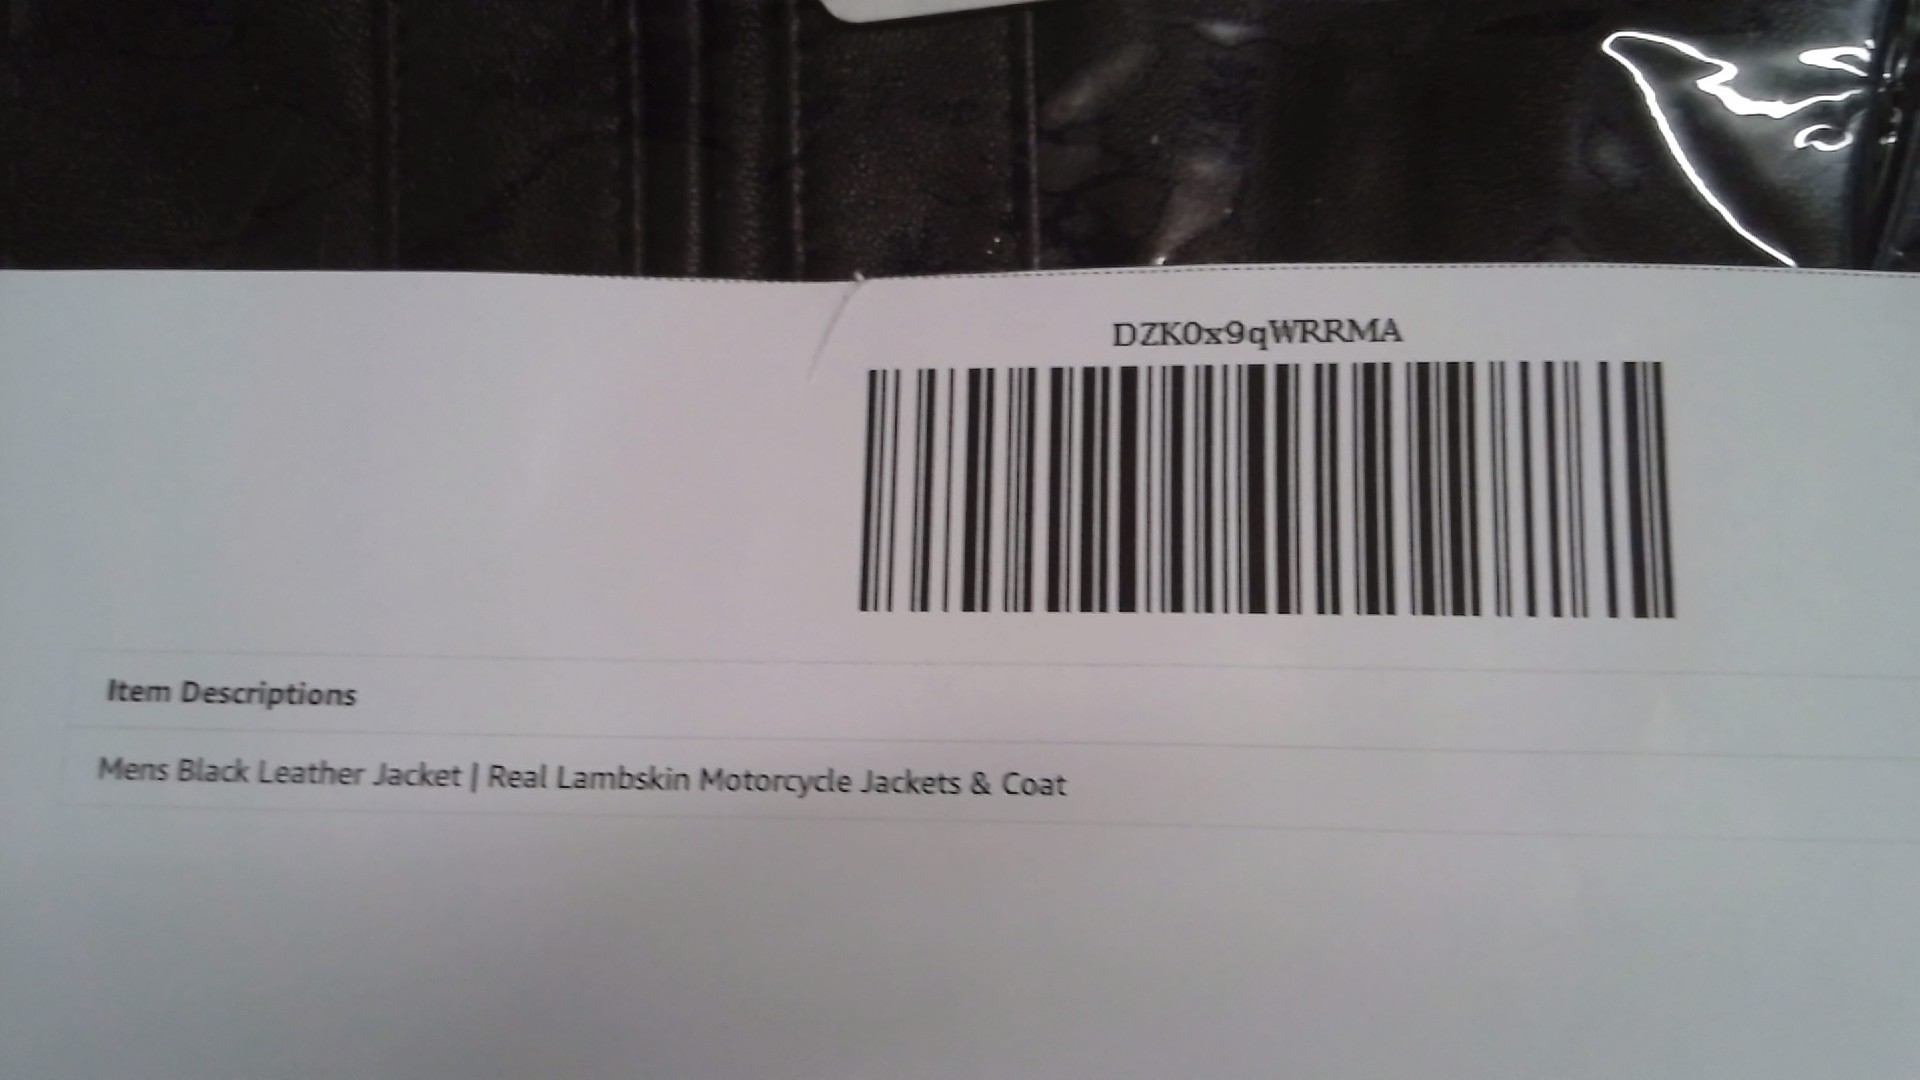 DZK0x9qWRRMA
Item Descriptions
Mens Black Leather Jacket | Real Lambskin Motorcycle Jackets & Coat